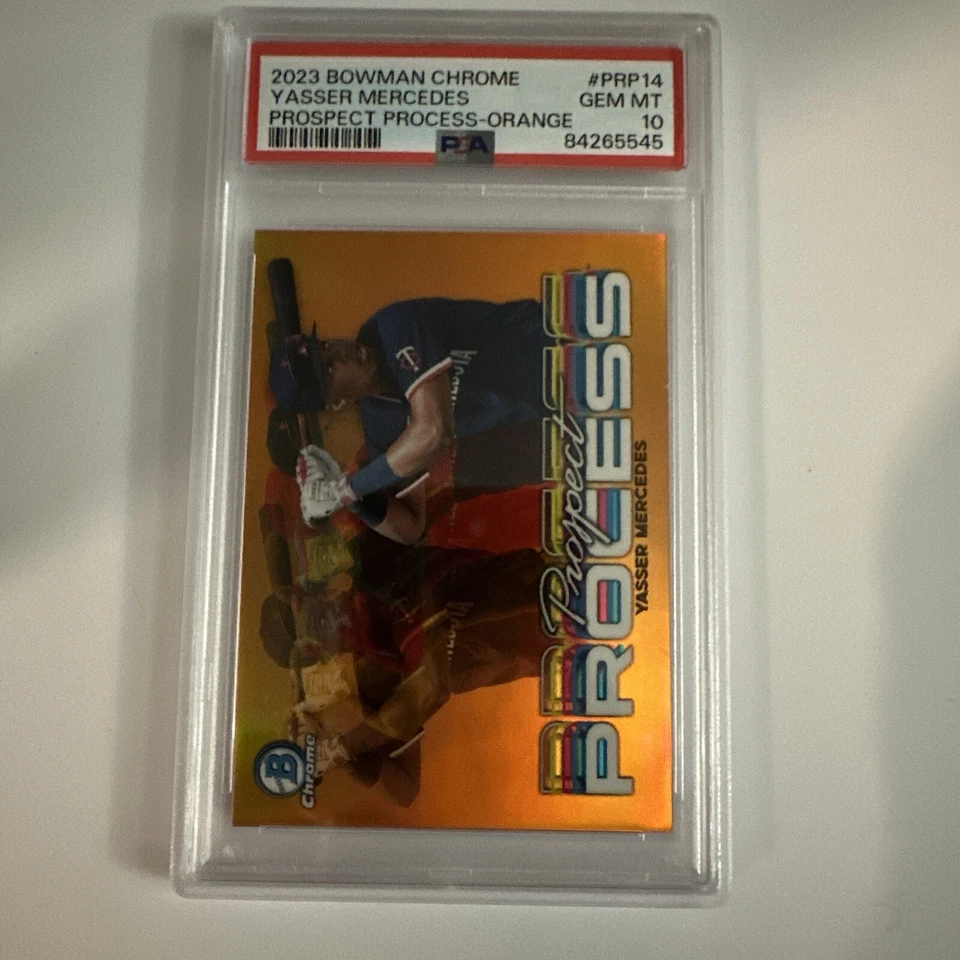 2023 BOWMAN CHROME #PRP14
YASSER MERCEDES GEM MT
PROSPECT PROCESS-ORANGE 10
84265545
PSA
Prospect
PROCESS
YASSER MERCEDES
B
Chrome